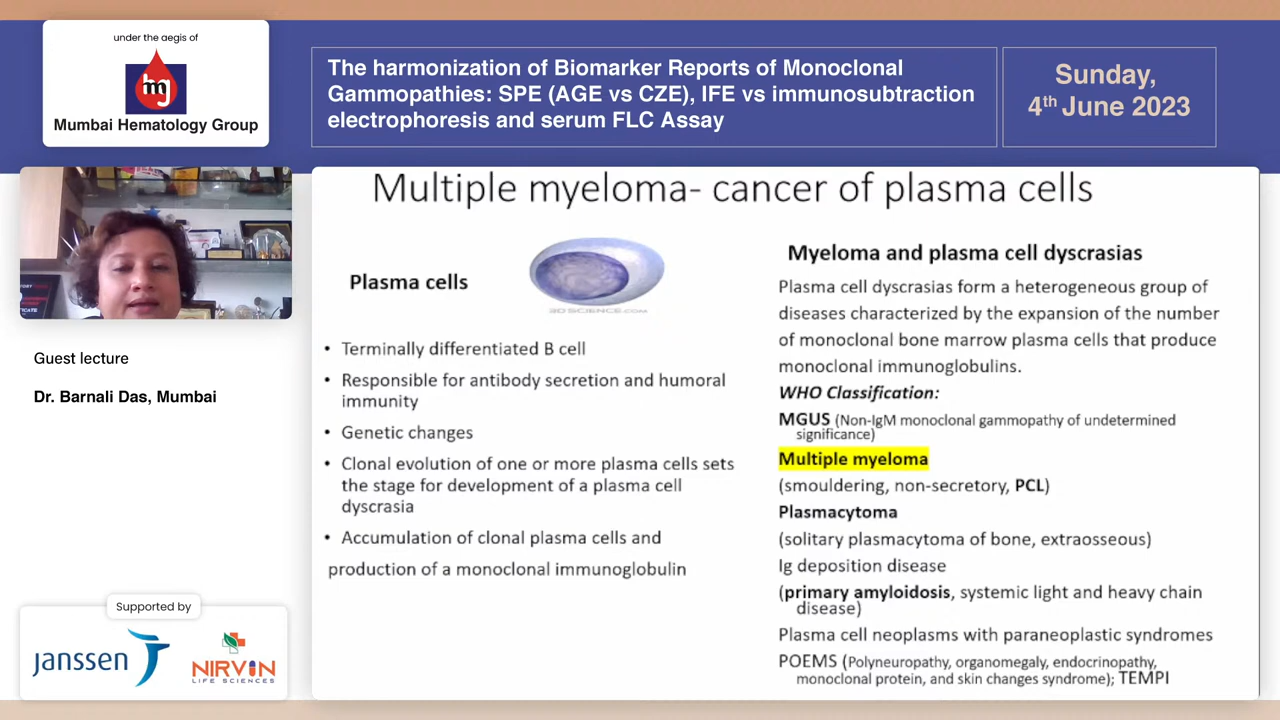 under the aegis of
mg
Mumbai Hematology Group
The harmonization of Biomarker Reports of Monoclonal
Gammopathies: SPE (AGE vs CZE), IFE vs immunosubtraction
electrophoresis and serum FLC Assay
Sunday,
4th June 2023
Guest lecture
Dr. Barnali Das, Mumbai
Supported by
janssen
NIRVIN
LIFE SCIENCES
Multiple myeloma- cancer of plasma cells
Plasma cells
3D SCIENCE.COM
• Terminally differentiated B cell
• Responsible for antibody secretion and humoral
immunity
• Genetic changes
• Clonal evolution of one or more plasma cells sets
the stage for development of a plasma cell
dyscrasia
• Accumulation of clonal plasma cells and
production of a monoclonal immunoglobulin
Myeloma and plasma cell dyscrasias
Plasma cell dyscrasias form a heterogeneous group of
diseases characterized by the expansion of the number
of monoclonal bone marrow plasma cells that produce
monoclonal immunoglobulins.
WHO Classification:
MGUS (Non-IgM monoclonal gammopathy of undetermined
significance)
Multiple myeloma
(smouldering, non-secretory, PCL)
Plasmacytoma
(solitary plasmacytoma of bone, extraosseous)
Ig deposition disease
(primary amyloidosis, systemic light and heavy chain
disease)
Plasma cell neoplasms with paraneoplastic syndromes
POEMS (Polyneuropathy, organomegaly, endocrinopathy,
monoclonal protein, and skin changes syndrome); TEMPI